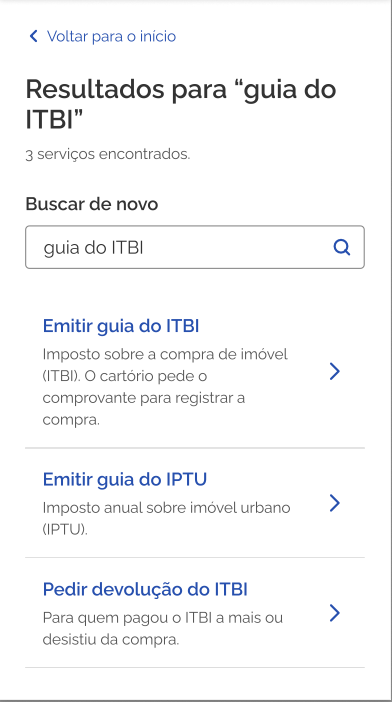 Voltar para o início
Resultados para “guia do
ITBI”
3 serviços encontrados.
Buscar de novo
guia do ITBI
Emitir guia do ITBI
Imposto sobre a compra de imóvel
(ITBI). O cartório pede o
comprovante para registrar a
compra.
Emitir guia do IPTU
Imposto anual sobre imóvel urbano
(IPTU).
Pedir devolução do ITBI
Para quem pagou o ITBI a mais ou
desistiu da compra.